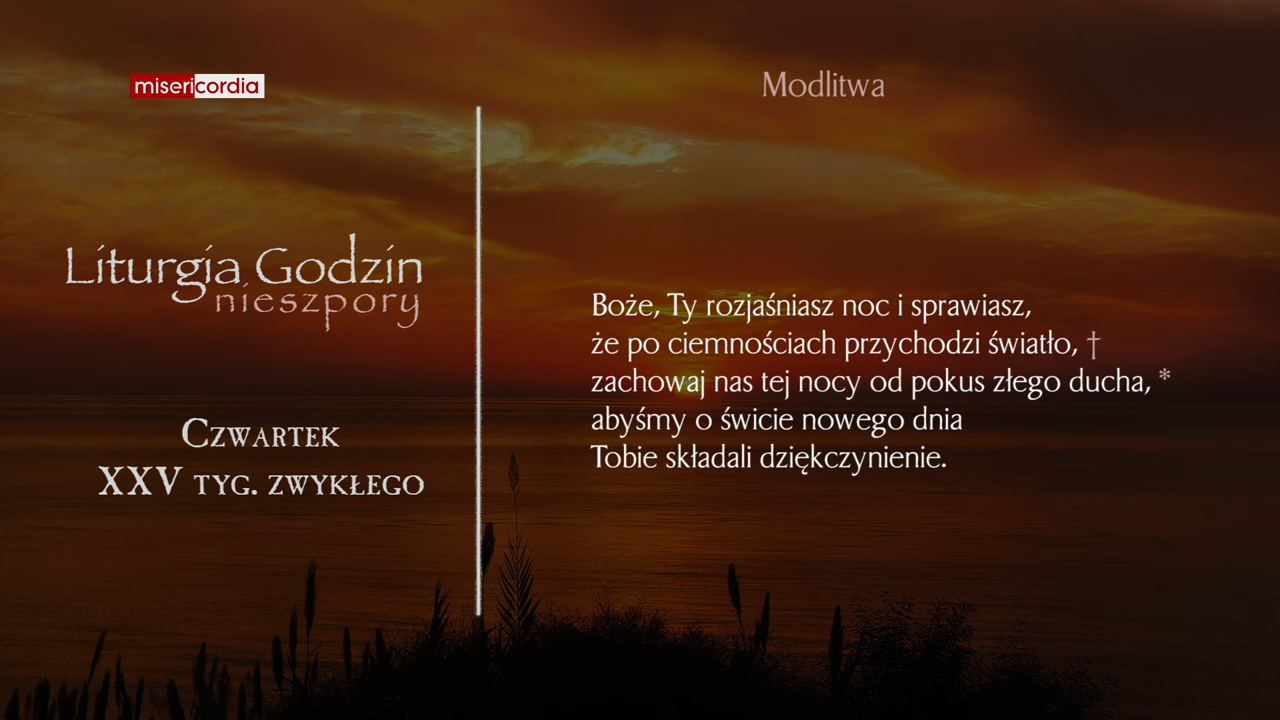 misericordia
Liturgia Godzin
nieszpory
Czwartek
XXV tyg. zwykłego
Modlitwa
Boże, Ty rozjaśniasz noc i sprawiasz,
że po ciemnościach przychodzi światło, †
zachowaj nas tej nocy od pokus złego ducha, *
abyśmy o świcie nowego dnia
Tobie składali dziękczynienie.